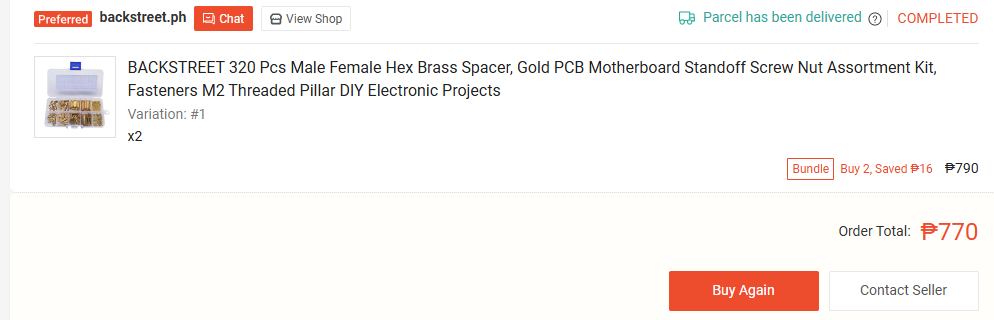 Preferred backstreet.ph Chat View Shop Parcel has been delivered ? COMPLETED
BACKSTREET 320 Pcs Male Female Hex Brass Spacer, Gold PCB Motherboard Standoff Screw Nut Assortment Kit,
Fasteners M2 Threaded Pillar DIY Electronic Projects
Variation: #1
x2
Bundle Buy 2, Saved ₱16 ₱790
Order Total: ₱770
Buy Again Contact Seller